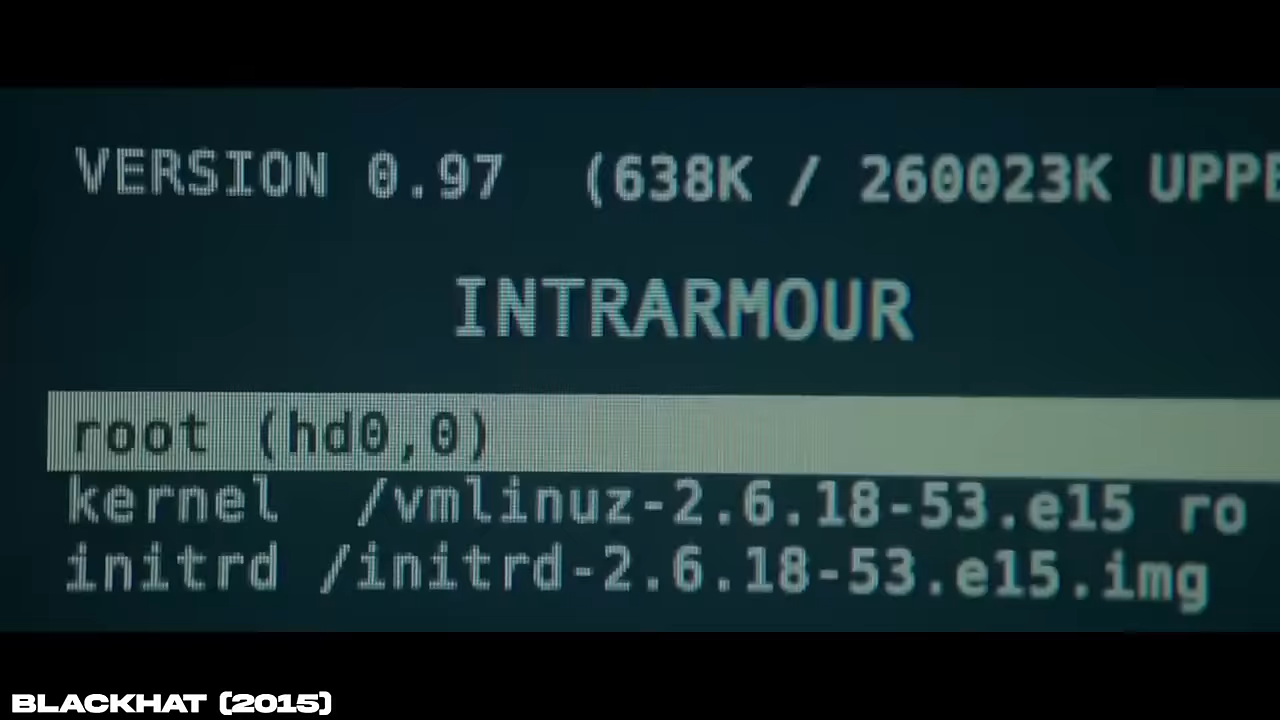 VERSION 0.97 (638K / 260023K UPPE
INTRARMOUR
root (hd0,0)
kernel /vmlinuz-2.6.18-53.e15 ro
initrd /initrd-2.6.18-53.e15.img
BLACKHAT (2015)